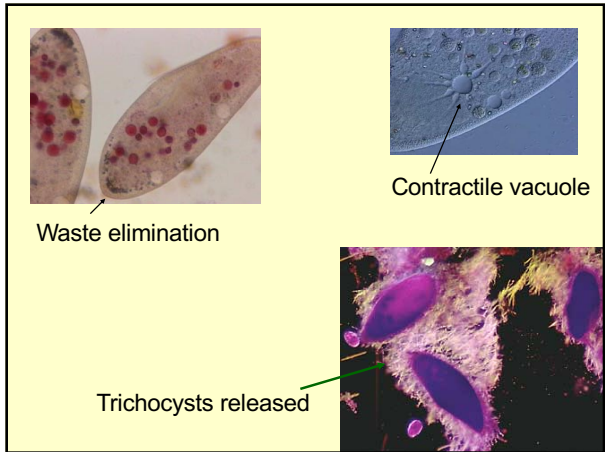 Contractile vacuole
Waste elimination
Trichocysts released